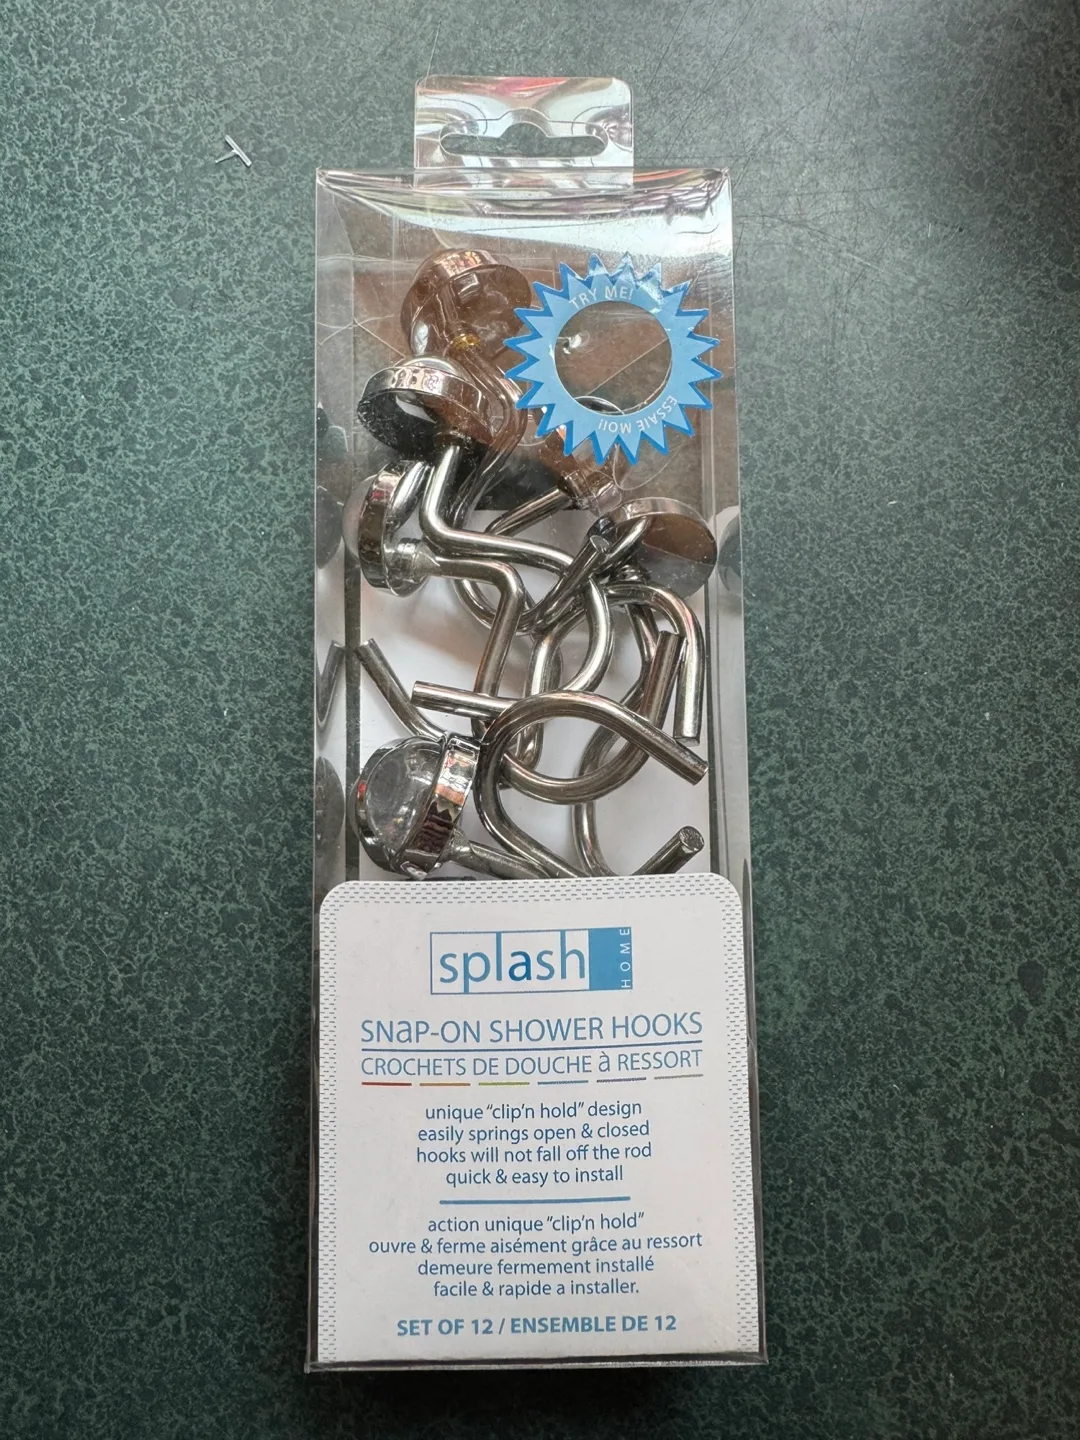 TRY ME!
ESSAIE MOI!
splash HOME
SNaP-ON SHOWER HOOKS
CROCHETS DE DOUCHE à RESSORT
unique “clip’n hold” design
easily springs open & closed
hooks will not fall off the rod
quick & easy to install
action unique “clip’n hold”
ouvre & ferme aisément grâce au ressort
demeure fermement installé
facile & rapide a installer.
SET OF 12 / ENSEMBLE DE 12